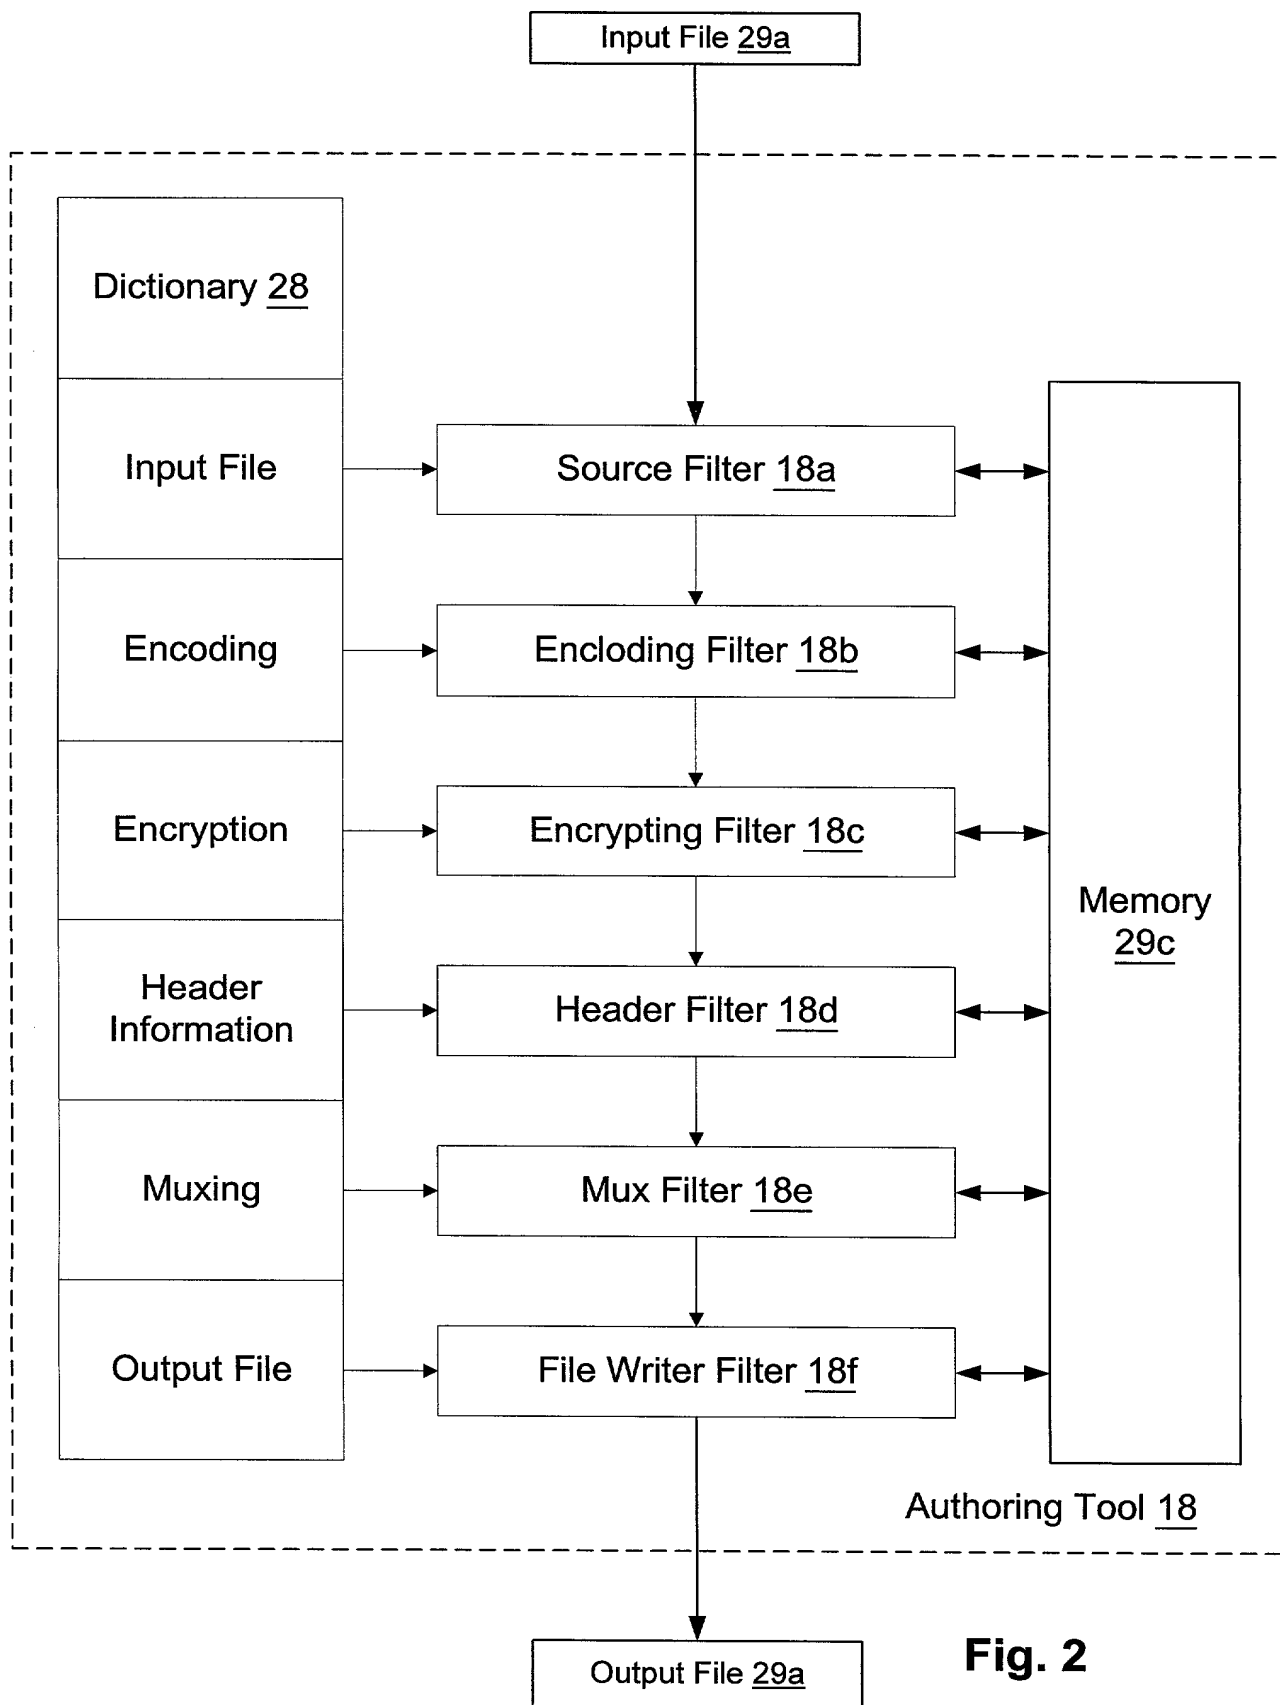 Input File 29a
Dictionary 28
Input File
Source Filter 18a
Encoding
Encloding Filter 18b
Encryption
Encrypting Filter 18c
Memory
29c
Header
Information
Header Filter 18d
Muxing
Mux Filter 18e
Output File
File Writer Filter 18f
Authoring Tool 18
Output File 29a
Fig. 2